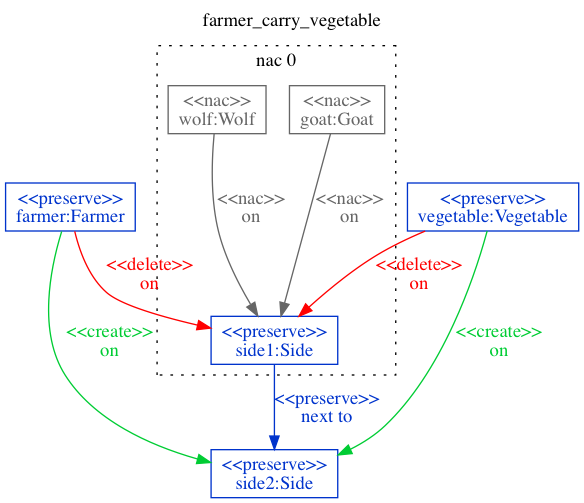 farmer_carry_vegetable
nac 0
<<nac>>
wolf:Wolf
<<nac>>
goat:Goat
<<preserve>>
farmer:Farmer
<<nac>>
on
<<nac>>
on
<<preserve>>
vegetable:Vegetable
<<delete>>
on
<<delete>>
on
<<create>>
on
<<preserve>>
side1:Side
<<create>>
on
<<preserve>>
next to
<<preserve>>
side2:Side